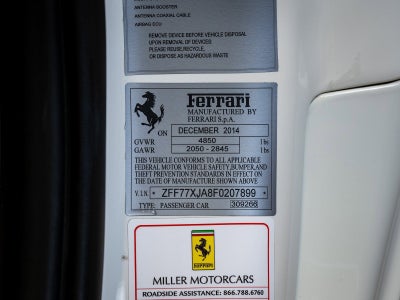 ANTENNA BOOSTER
ANTENNA COAXIAL CABLE
AIRBAG ECU
REMOVE DEVICE BEFORE VEHICLE DISPOSAL
UPON REMOVAL OF DEVICES
PLEASE REUSE, RECYCLE,
OR DISPOSE AS HAZARDOUS WASTE
Ferrari
MANUFACTURED BY
FERRARI S.p.A.
ON DECEMBER 2014
GVWR 4850 lbs
GAWR 2050 - 2845 lbs
THIS VEHICLE CONFORMS TO ALL APPLICABLE
FEDERAL MOTOR VEHICLE SAFETY, BUMPER, AND
THEFT PREVENTION STANDARDS IN EFFECT ON
THE DATE OF MANUFACTURE SHOWN ABOVE
V.I.N. ZFF77XJA8F0207899
TYPE: PASSENGER CAR 309266
MILLER MOTORCARS
ROADSIDE ASSISTANCE: 866.788.6760